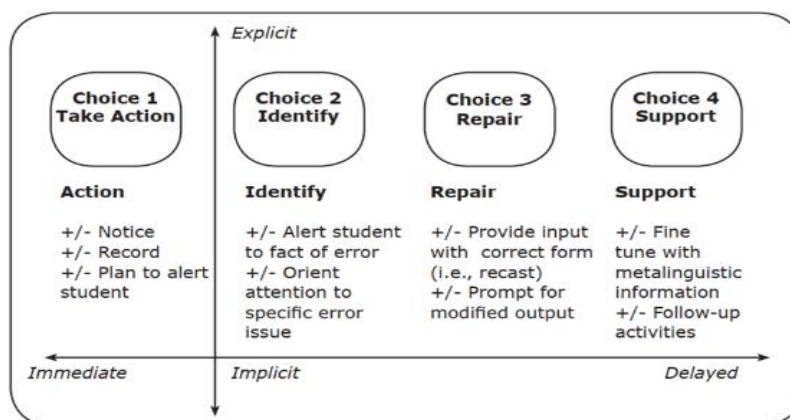 Explicit
Choice 1
Take Action
Choice 2
Identify
Choice 3
Repair
Choice 4
Support
Action
+/- Notice
+/- Record
+/- Plan to alert
student
Identify
+/- Alert student
to fact of error
+/- Orient
attention to
specific error
issue
Repair
+/- Provide input
with correct form
(i.e., recast)
+/- Prompt for
modified output
Support
+/- Fine
tune with
metalinguistic
information
+/- Follow-up
activities
Immediate
Implicit
Delayed